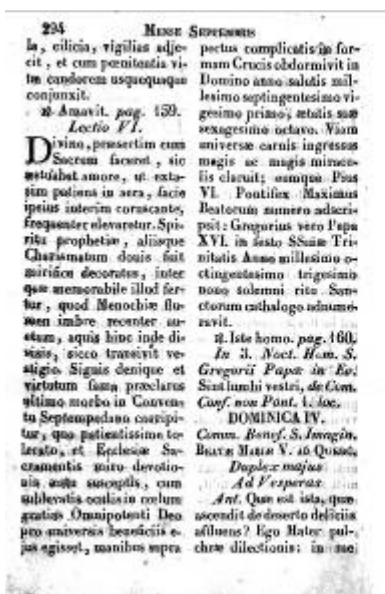 294 MENSE SEPTEMBRIS
la, cilicia, vigilias adje-
cit, et cum pœnitentia vi-
tæ candorem usquequaque
conjunxit.
℟. Amavit. pag. 159.
Lectio VI.
Divino, præsertim cum
Sacrum faceret, sic
æstuabat amore, ut exta-
sim patiens in aera, facie
ipsius interim coruscante,
frequenter elevaretur. Spi-
ritu prophetiæ, aliisque
Charismatum donis fuit
mirifice decoratus, inter
quæ memorabile illud fer-
tur, quod Menochiæ flu-
men imbre recenter au-
ctum, aquis hinc inde di-
visis, sicco transivit ve-
stigio. Signis denique et
virtutum fama præclarus
ultimo morbo in Conven-
tu Septempedano corripi-
tur, quo patientissime to-
lerato, et Ecclesiæ Sa-
cramentis miro devotio-
nis æstu susceptis, cum
sublevatis oculis in cœlum
gratias Omnipotenti Deo
pro universis beneficiis e-
jus egisset, manibus supra
pectus complicatis in for-
mam Crucis obdormivit in
Domino anno salutis mil-
lesimo septingentesimo vi-
gesimo primo, ætatis suæ
sexagesimo octavo. Viam
universæ carnis ingressus
magis ac magis miracu-
lis claruit; eumque Pius
VI. Pontifex Maximus
Beatorum numero adscri-
psit: Gregorius vero Papa
XVI. in festo SSmæ Tri-
nitatis Anno millesimo o-
ctingentesimo trigesimo
nono solemni ritu San-
ctorum cathalogo adnume-
ravit.
℟. Iste homo. pag. 160.
In 3. Noct. Hom. S.
Gregorii Papæ in Ev.
Sint lumbi vestri, de Com.
Conf. non Pont. 1. loc.
DOMINICA IV.
Comm. Benef. S. Imagin.
BEATÆ MARIÆ V. AD
Duplex majus
Ad Vesperas
Ant. Quæ est ista, quæ
ascendit de deserto deliciis
affluens? Ego Mater pul-
chræ dilectionis: in me